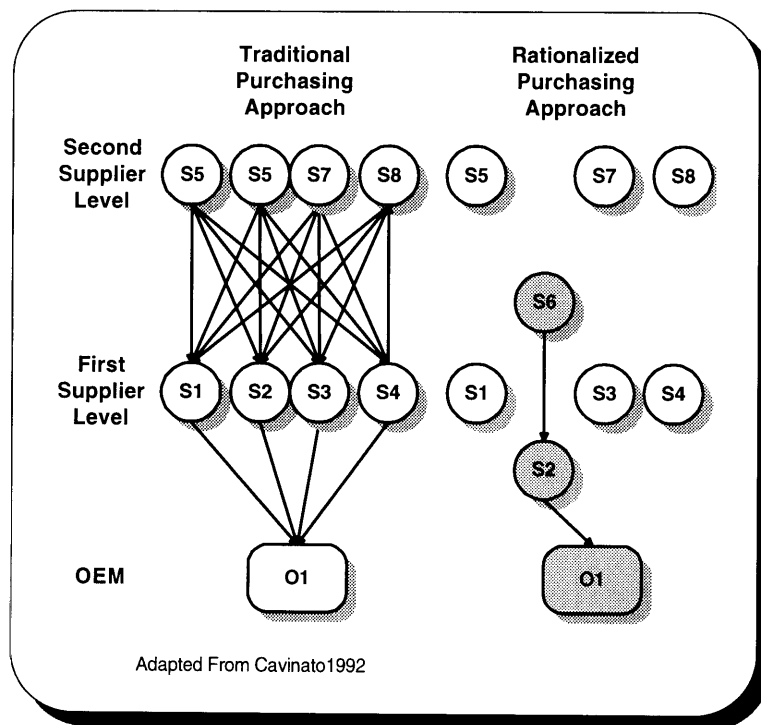 Traditional
Purchasing
Approach
Rationalized
Purchasing
Approach
Second
Supplier
Level
S5 S5 S7 S8 S5 S7 S8
S6
First
Supplier
Level
S1 S2 S3 S4 S1 S3 S4
S2
OEM
O1 O1
Adapted From Cavinato1992